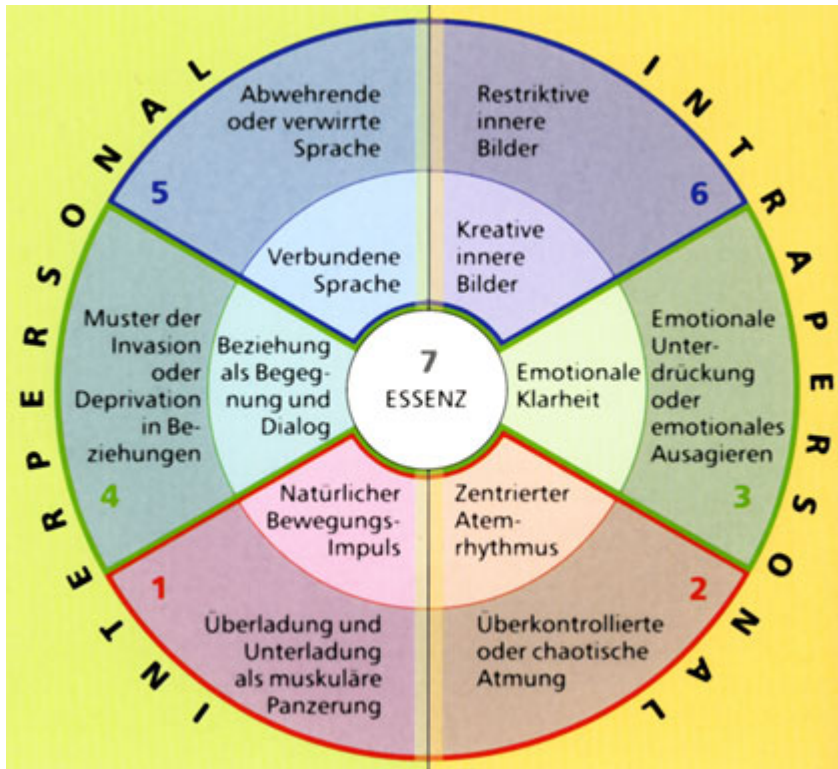 INTERPERSONAL
INTRAPERSONAL
Abwehrende
oder verwirrte
Sprache
5
Verbundene
Sprache
Restriktive
innere
Bilder
6
Kreative
innere
Bilder
Muster der
Invasion
oder
Deprivation
in Be-
ziehungen
4
Beziehung
als Begeg-
nung und
Dialog
7
ESSENZ
Emotionale
Klarheit
Emotionale
Unter-
drückung
oder
emotionales
Ausagieren
3
Natürlicher
Bewegungs-
Impuls
1
Überladung und
Unterladung
als muskuläre
Panzerung
Zentrierter
Atem-
rhythmus
2
Überkontrollierte
oder chaotische
Atmung